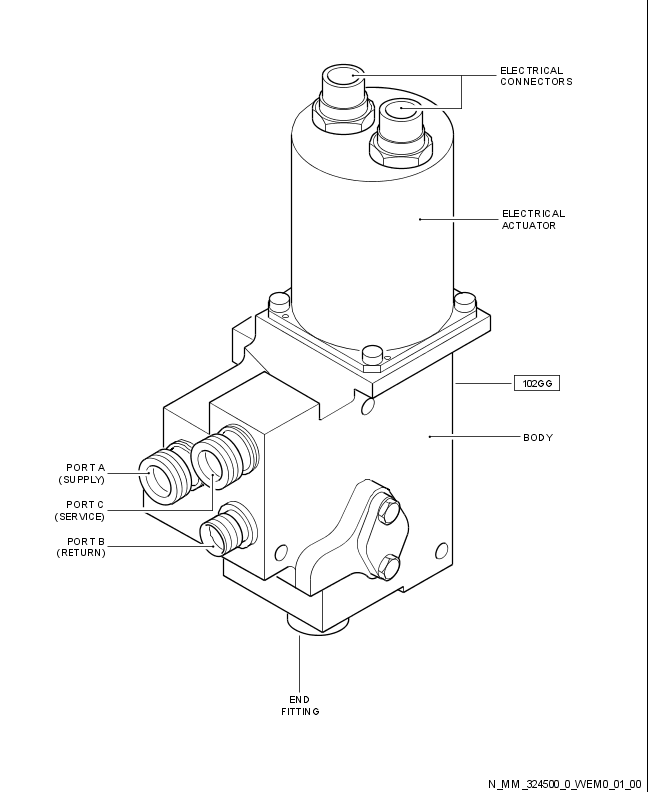 ELECTRICAL
CONNECTORS
ELECTRICAL
ACTUATOR
102GG
BODY
PORT A
(SUPPLY)
PORT C
(SERVICE)
PORT B
(RETURN)
END
FITTING
N_MM_324500_0_WEM0_01_00